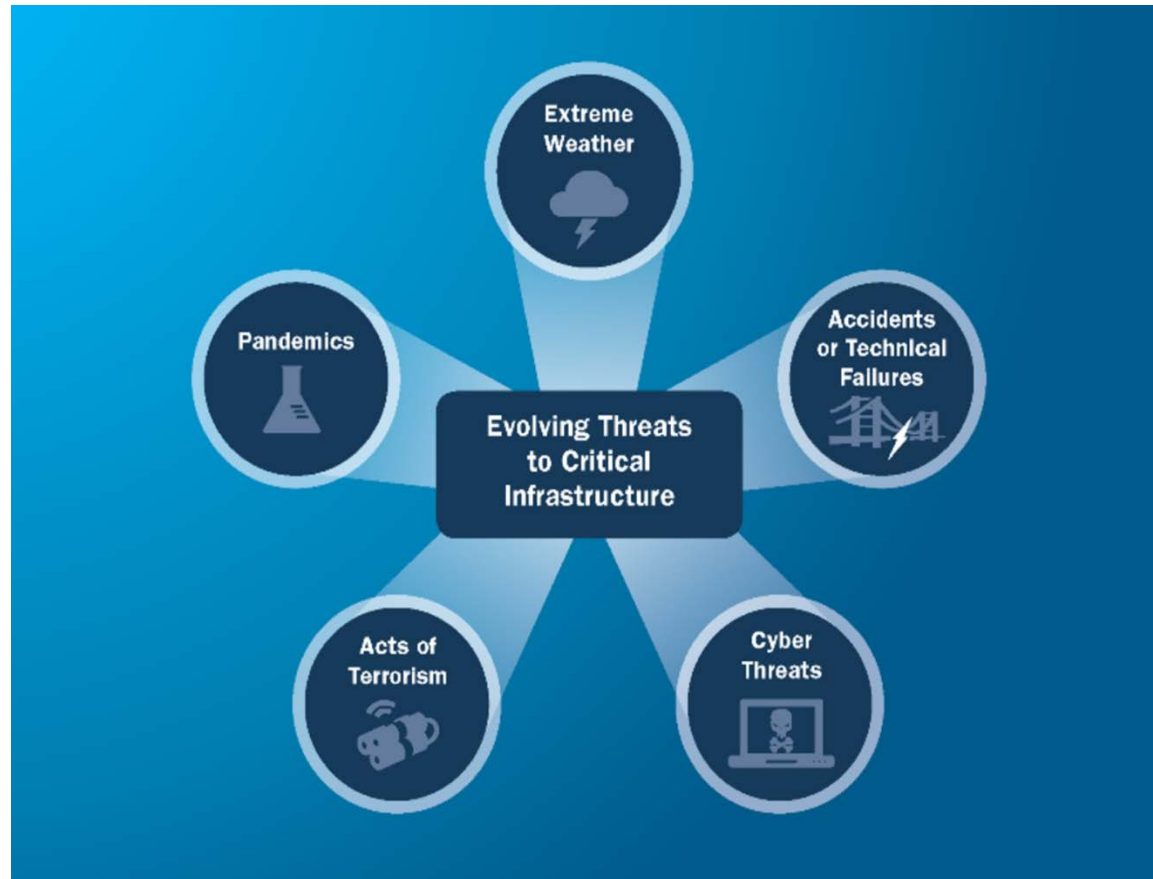 Extreme
Weather
Accidents
or Technical
Failures
Pandemics
Evolving Threats
to Critical
Infrastructure
Acts of
Terrorism
Cyber
Threats